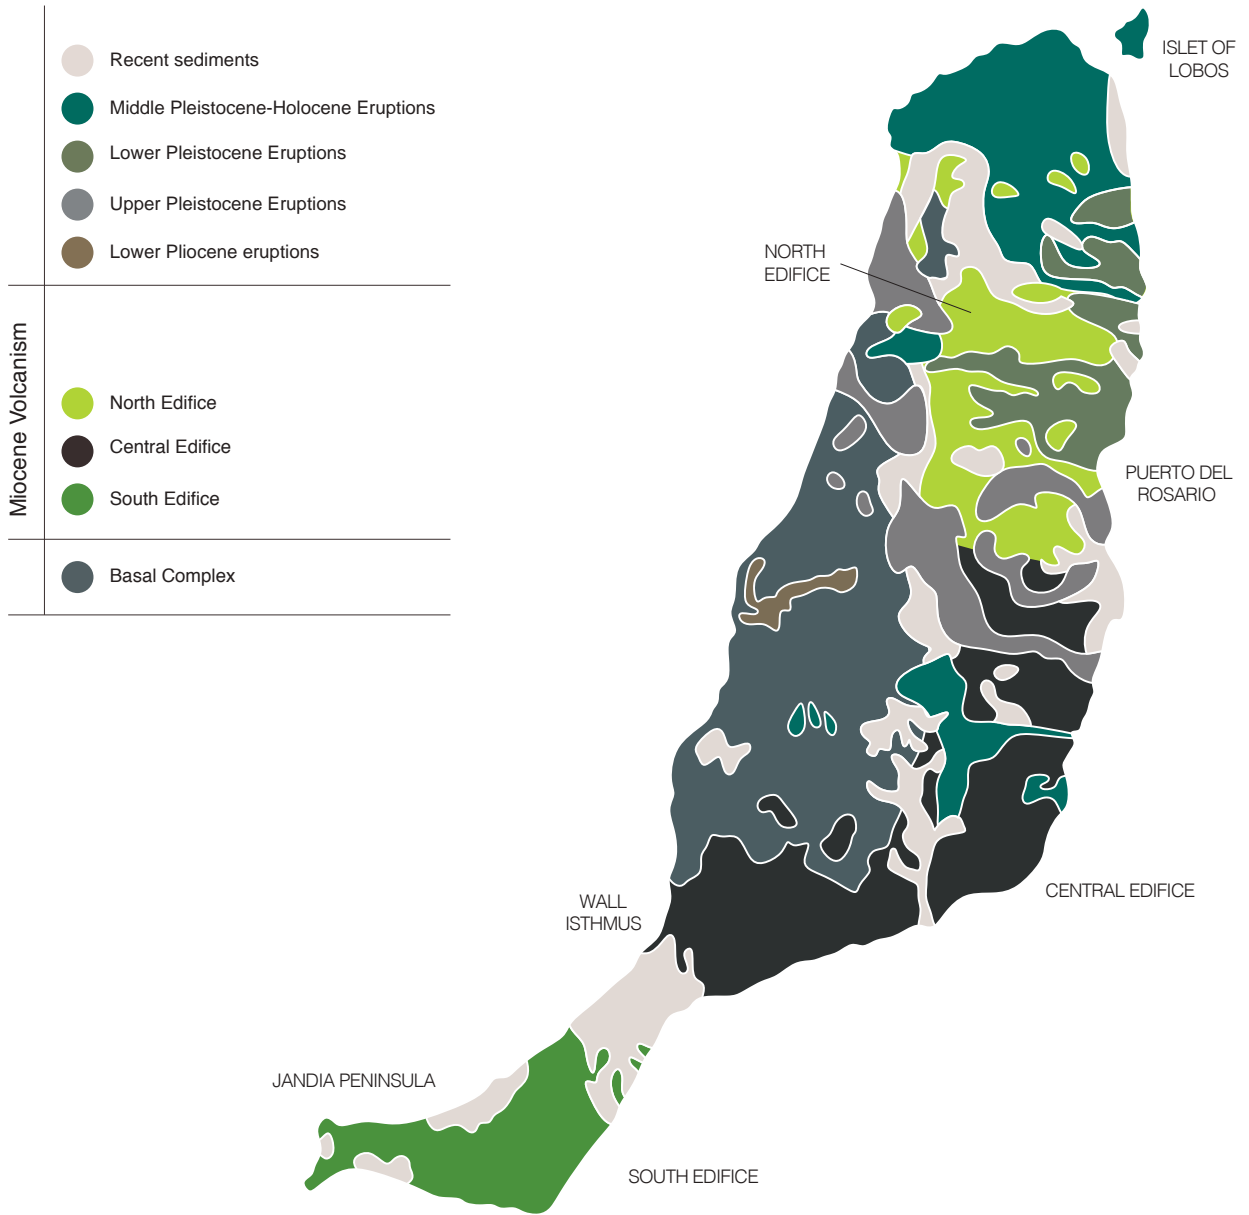 Recent sediments
Middle Pleistocene-Holocene Eruptions
Lower Pleistocene Eruptions
Upper Pleistocene Eruptions
Lower Pliocene eruptions
Miocene Volcanism
North Edifice
Central Edifice
South Edifice
Basal Complex
ISLET OF
LOBOS
NORTH
EDIFICE
PUERTO DEL
ROSARIO
CENTRAL EDIFICE
WALL
ISTHMUS
JANDIA PENINSULA
SOUTH EDIFICE